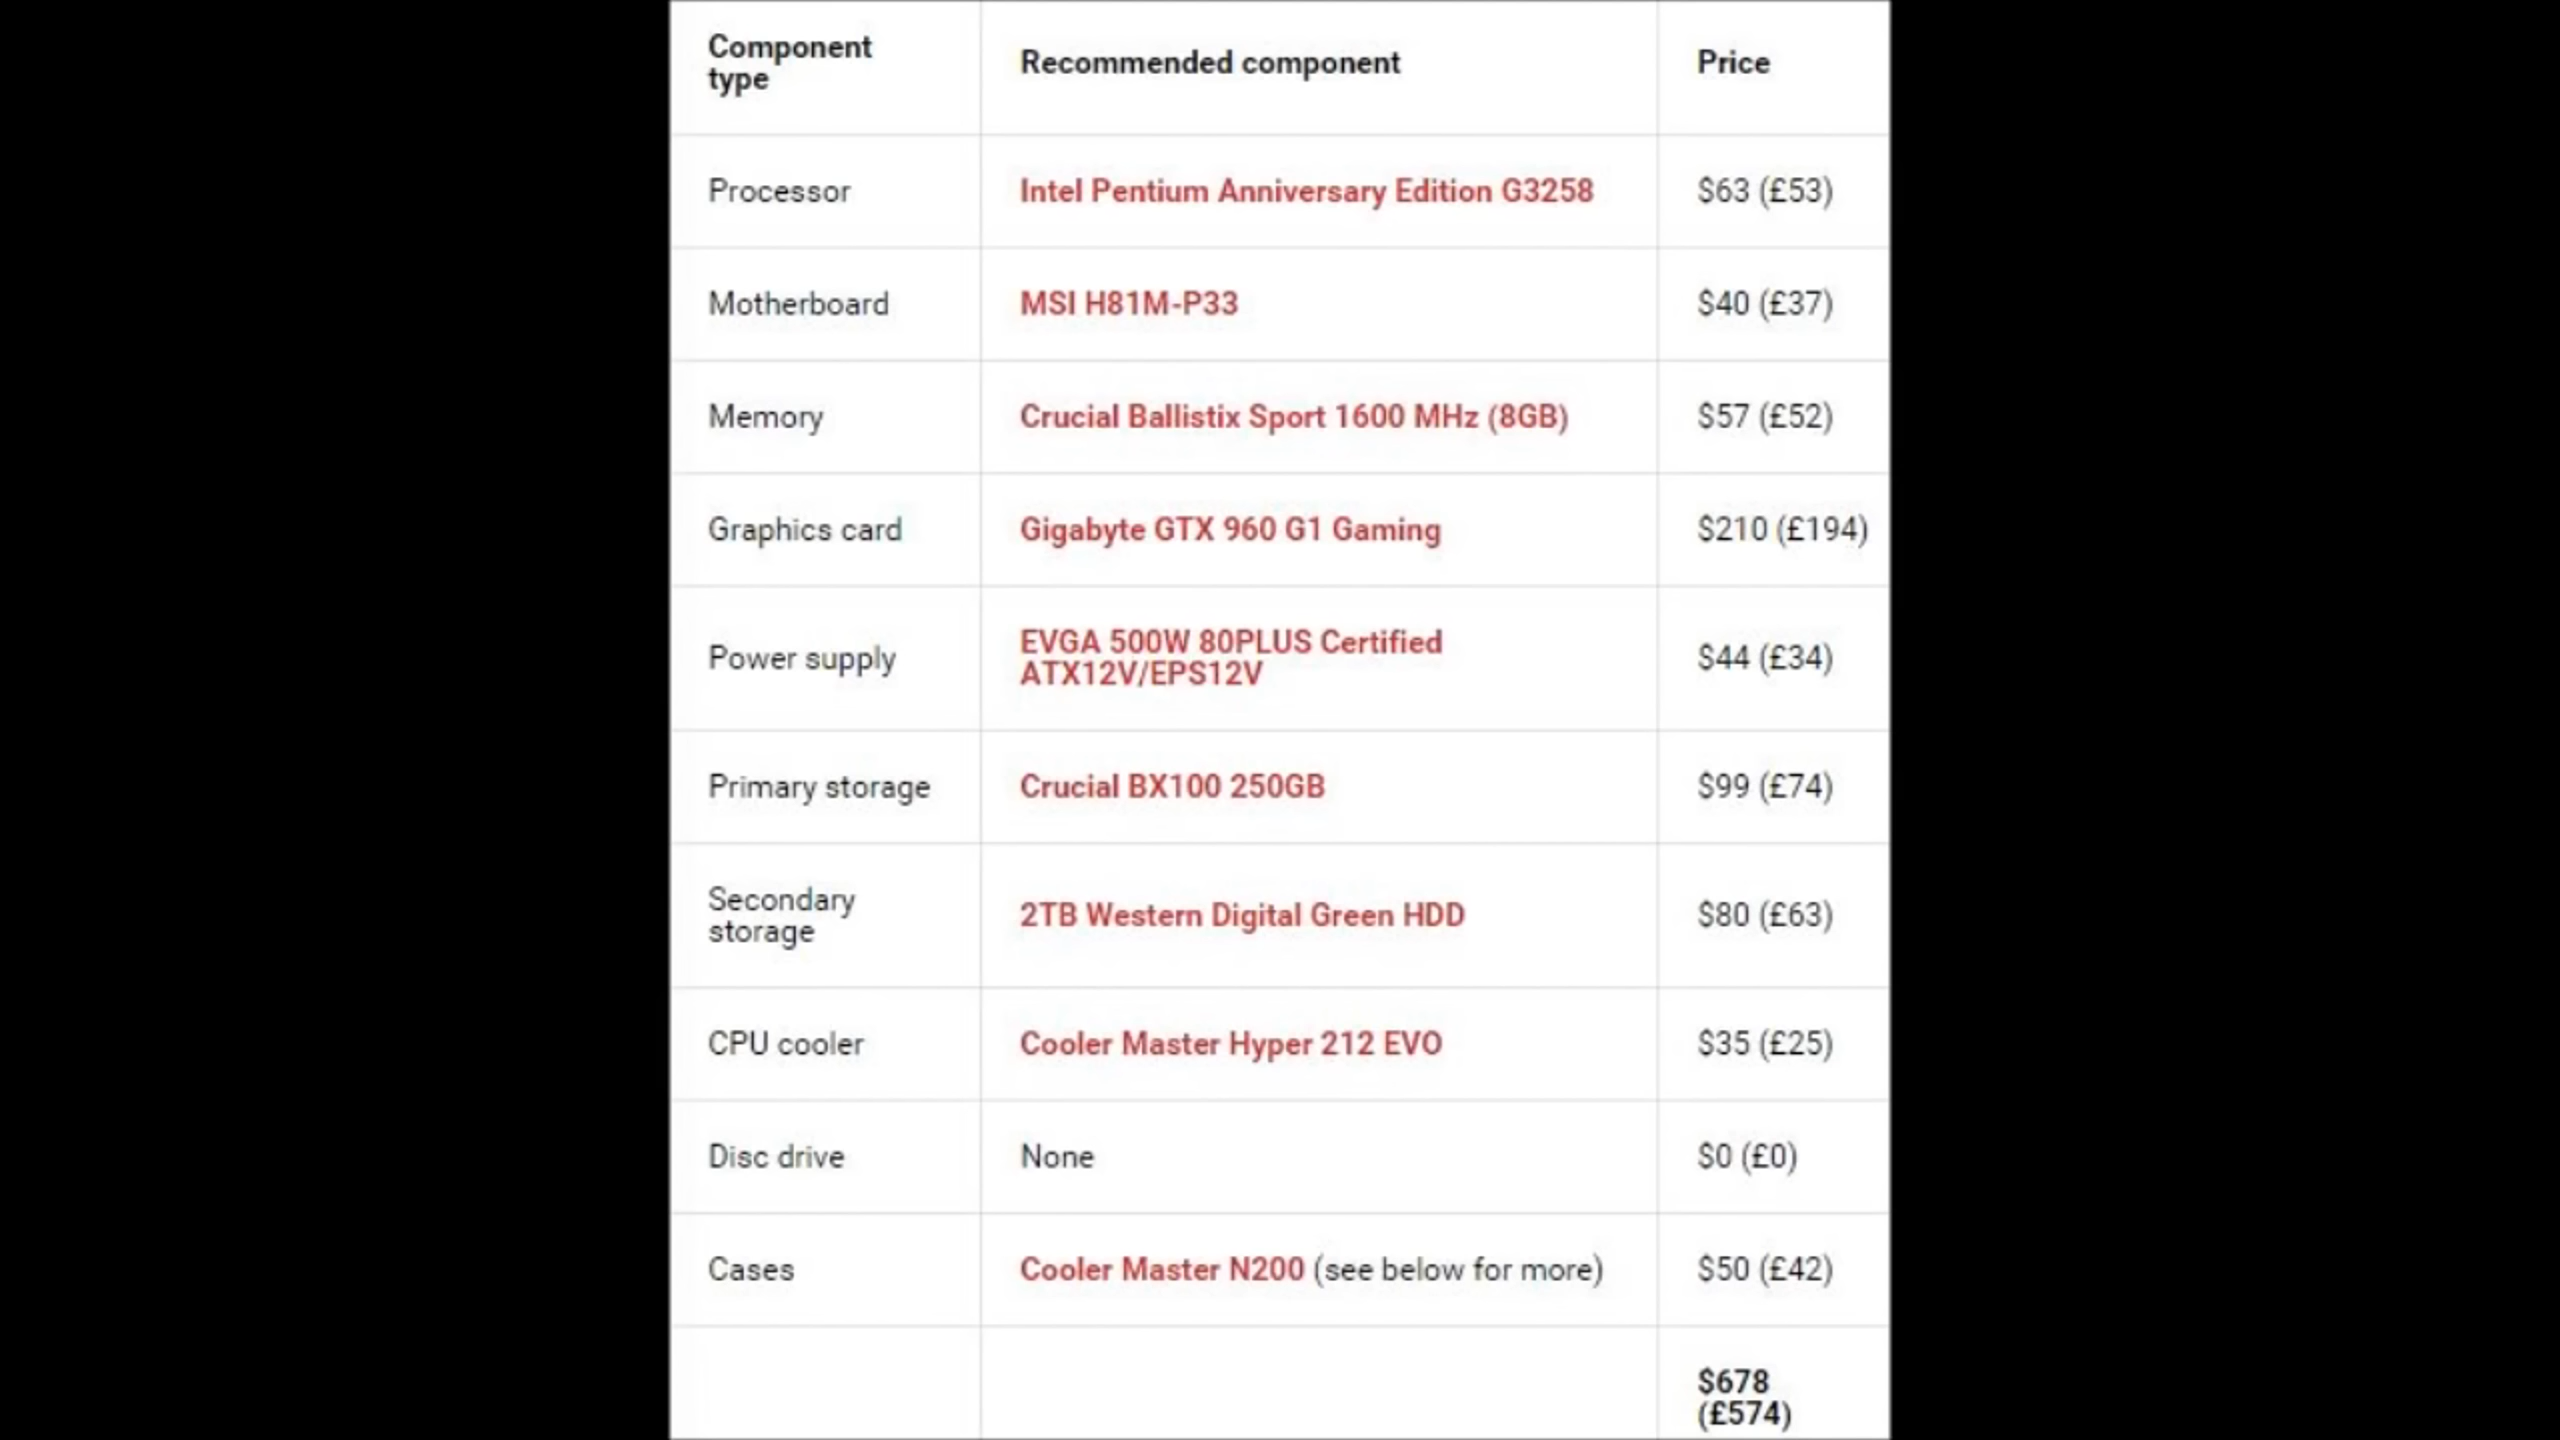 Component
type
Recommended component
Price
Processor
Intel Pentium Anniversary Edition G3258
$63 (£53)
Motherboard
MSI H81M-P33
$40 (£37)
Memory
Crucial Ballistix Sport 1600 MHz (8GB)
$57 (£52)
Graphics card
Gigabyte GTX 960 G1 Gaming
$210 (£194)
Power supply
EVGA 500W 80PLUS Certified
ATX12V/EPS12V
$44 (£34)
Primary storage
Crucial BX100 250GB
$99 (£74)
Secondary
storage
2TB Western Digital Green HDD
$80 (£63)
CPU cooler
Cooler Master Hyper 212 EVO
$35 (£25)
Disc drive
None
$0 (£0)
Cases
Cooler Master N200 (see below for more)
$50 (£42)
$678
(£574)